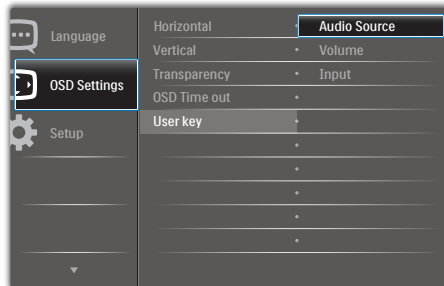 Language
OSD Settings
Setup
Horizontal
Vertical
Transparency
OSD Time out
User key
Audio Source
Volume
Input